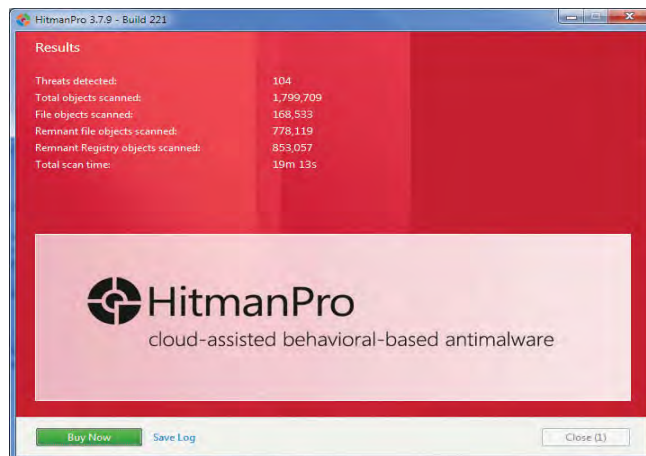 HitmanPro 3.7.9 - Build 221
Results
Threats detected: 104
Total objects scanned: 1,799,709
File objects scanned: 168,533
Remnant file objects scanned: 778,119
Remnant Registry objects scanned: 853,057
Total scan time: 19m 13s
HitmanPro
cloud-assisted behavioral-based antimalware
Buy Now Save Log Close (1)